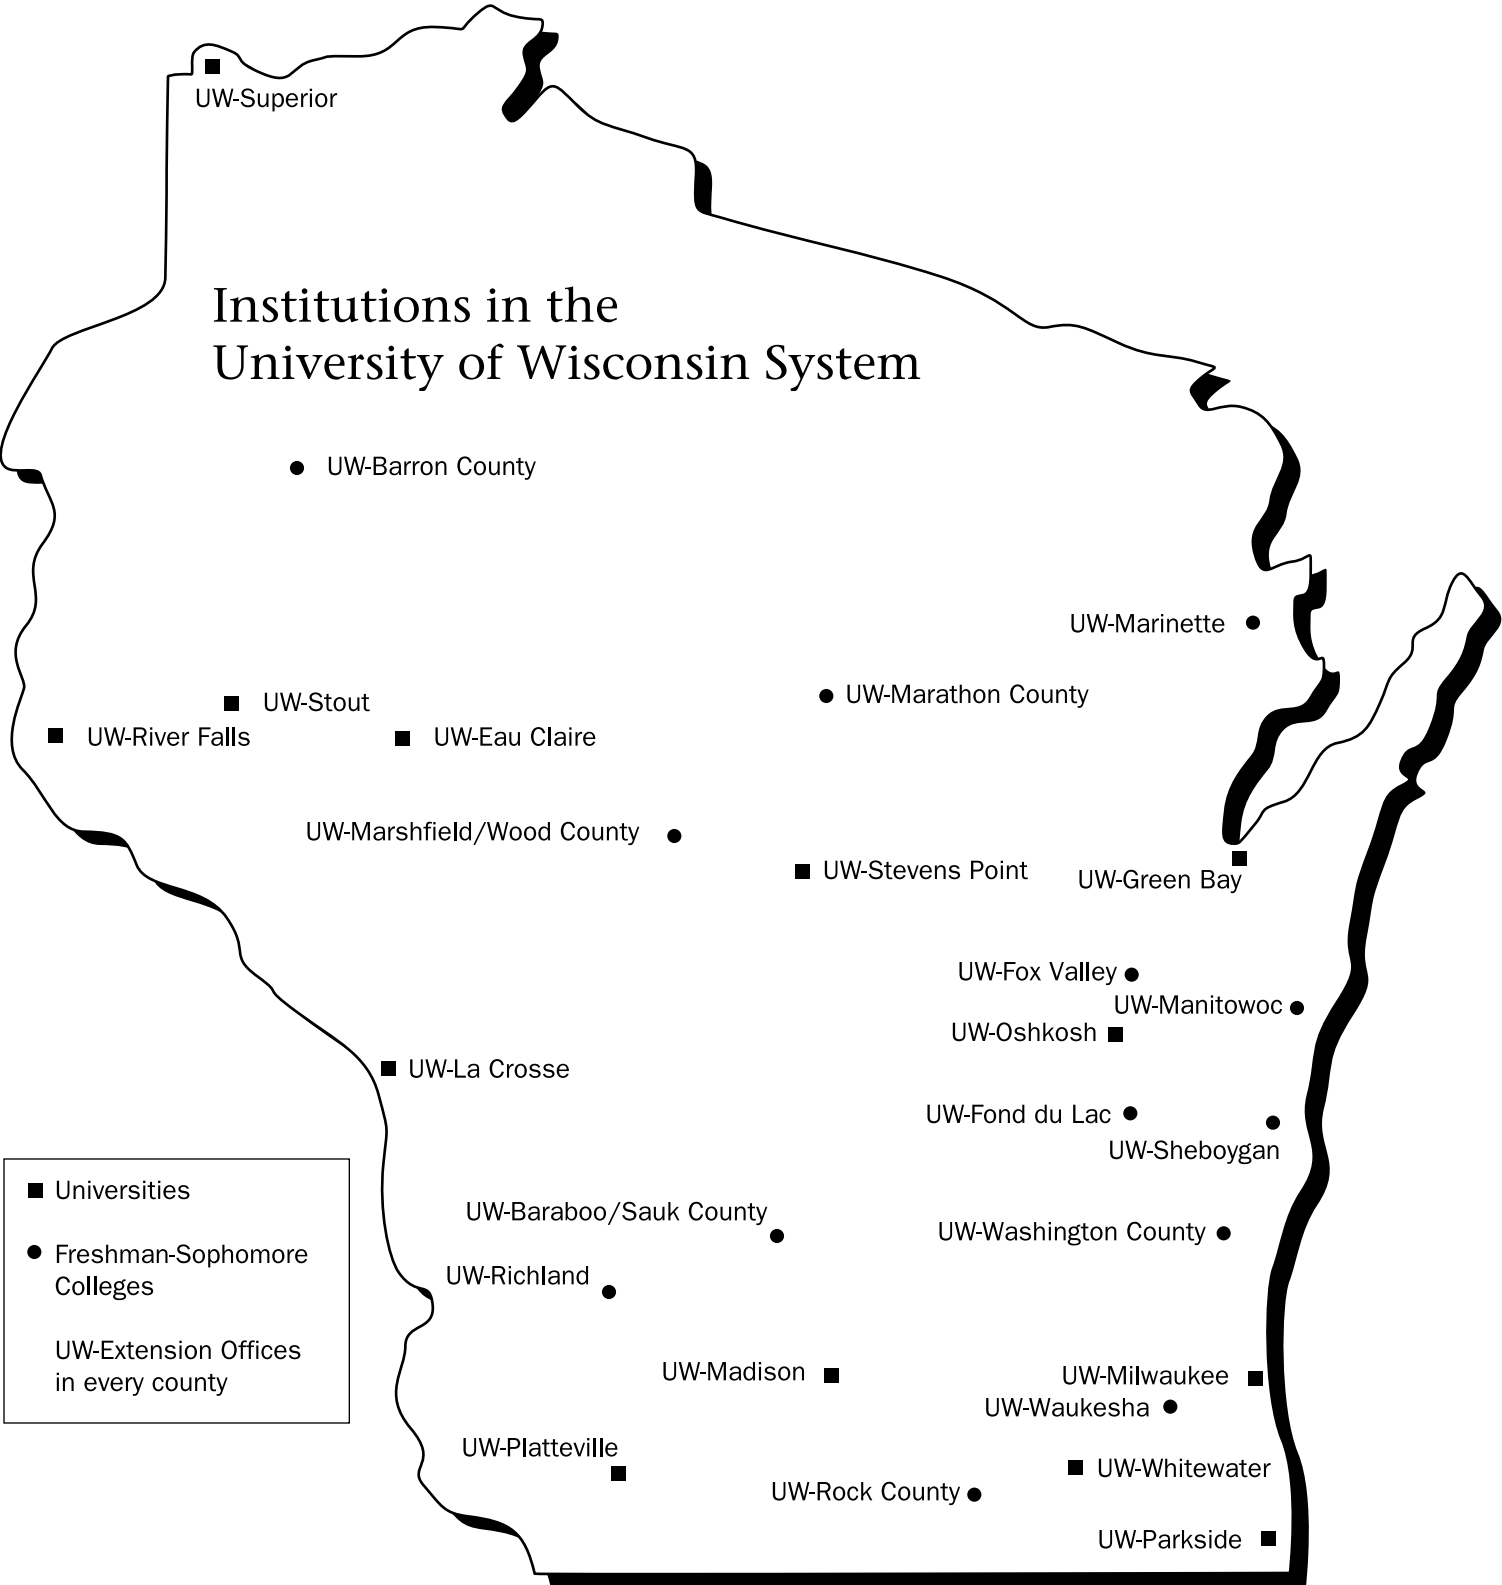 UW-Superior
Institutions in the
University of Wisconsin System
UW-Barron County
UW-Marinette
UW-Marathon County
UW-Stout
UW-River Falls
UW-Eau Claire
UW-Marshfield/Wood County
UW-Stevens Point
UW-Green Bay
UW-Fox Valley
UW-Manitowoc
UW-Oshkosh
UW-La Crosse
UW-Fond du Lac
UW-Sheboygan
UW-Baraboo/Sauk County
UW-Washington County
UW-Richland
UW-Madison
UW-Milwaukee
UW-Waukesha
UW-Platteville
UW-Whitewater
UW-Rock County
UW-Parkside
Universities
Freshman-Sophomore
Colleges
UW-Extension Offices
in every county